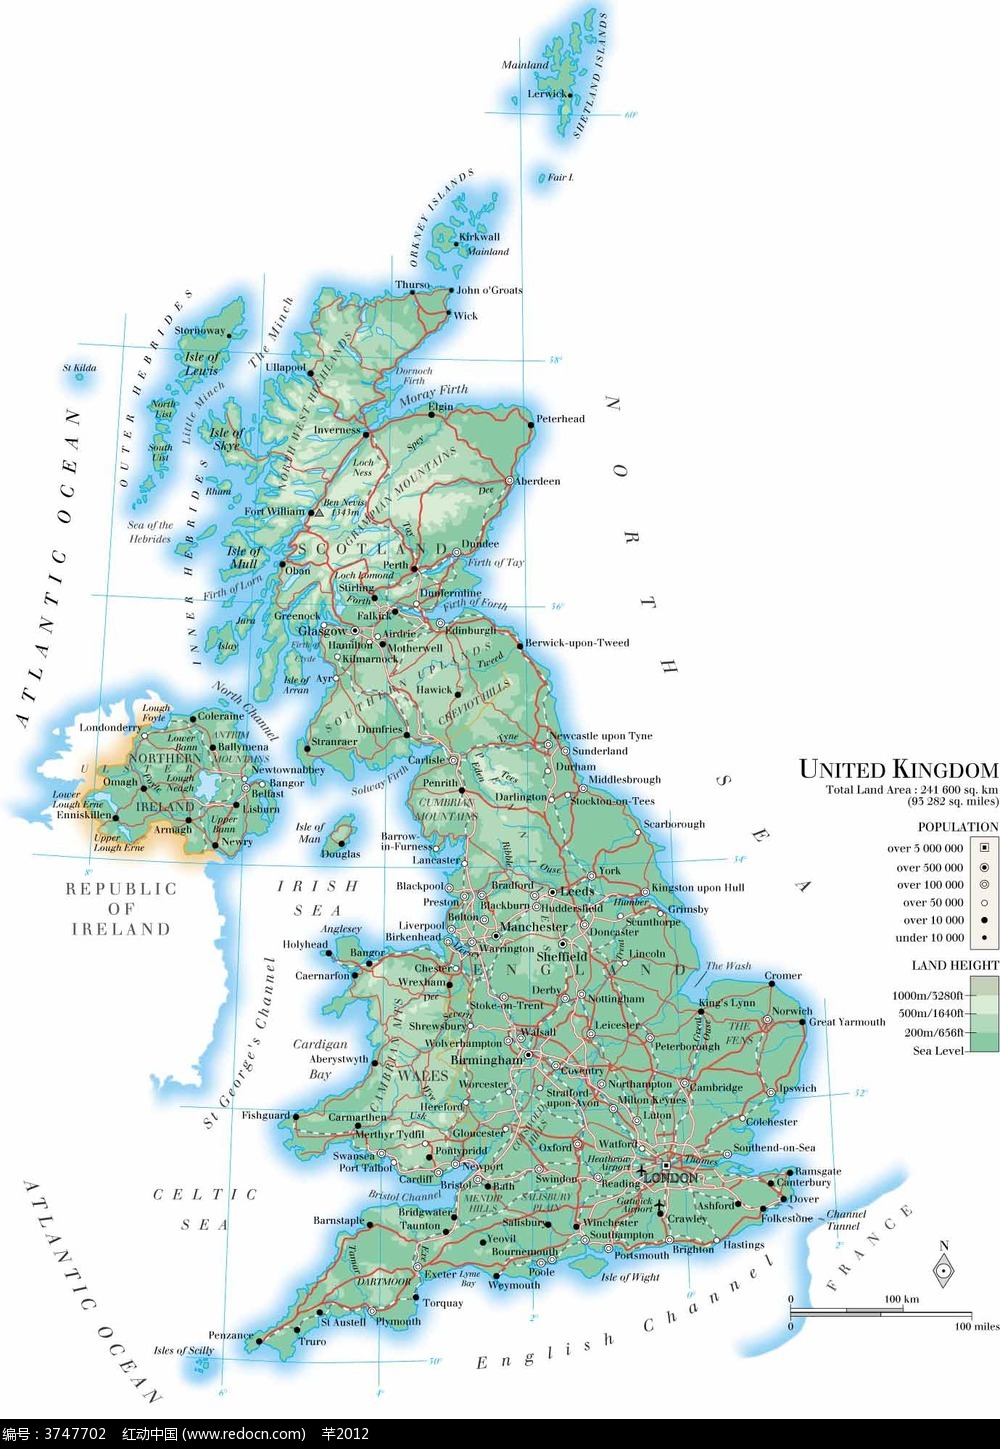 Mainland
Lerwick
SHETLAND ISLANDS
60°
Fair I.
ORKNEY ISLANDS
Kirkwall
Mainland
Thurso
John o'Groats
Wick
OUTER HEBRIDES
Stornoway
Isle of
Lewis
The Minch
58°
St Kilda
Ullapool
Dornoch
Firth
Moray Firth
North
Uist
Little Minch
Elgin
Peterhead
NORTH WEST HIGHLANDS
Inverness
South
Uist
Isle of
Skye
Spey
Loch
Ness
Aberdeen
Dee
Rhum
Fort William
Ben Nevis
1343m
GRAMPIAN MOUNTAINS
Sea of the
Hebrides
INNER HEBRIDES
Isle of
Mull
SCOTLAND
Tay
Dundee
Oban
Perth
Firth of Tay
Firth of Lorn
Loch Lomond
Stirling
Forth
Dunfermline
Firth of Forth
56°
Jura
Greenock
Falkirk
Glasgow
Airdrie
Edinburgh
Hamilton
Motherwell
Berwick-upon-Tweed
Islay
Firth of
Clyde
Kilmarnock
Isle of
Arran
Ayr
Tweed
SOUTHERN UPLANDS
Hawick
CHEVIOT HILLS
ATLANTIC OCEAN
NORTH SEA
North Channel
Lough
Foyle
Londonderry
Coleraine
Dumfries
Stranraer
ANTRIM
MOUNTAINS
Lower
Bann
Ballymena
NORTHERN
IRELAND
ULSTER
Tyne
Newcastle upon Tyne
Sunderland
Carlisle
Durham
Newtownabbey
Bangor
Belfast
Omagh
Foyle
Lough
Neagh
Solway Firth
Eden
Tees
Middlesbrough
Penrith
Darlington
Stockton-on-Tees
Lower
Lough Erne
Enniskillen
Lisburn
Armagh
Upper
Bann
Upper
Lough Erne
Newry
CUMBRIAN
MOUNTAINS
Isle of
Man
Douglas
Barrow-
in-Furness
Scarborough
Lancaster
Ribble
Ouse
York
54°
8°
REPUBLIC
OF
IRELAND
IRISH
SEA
Blackpool
Preston
Bradford
Leeds
Blackburn
Huddersfield
Kingston upon Hull
Humber
Grimsby
Bolton
Scunthorpe
Liverpool
Manchester
Doncaster
Birkenhead
Mersey
Warrington
Sheffield
Anglesey
Holyhead
Bangor
Caernarfon
Chester
Wrexham
Dee
Trent
Lincoln
ENGLAND
The Wash
Cromer
Stoke-on-Trent
Derby
Nottingham
King's Lynn
Norwich
Great Yarmouth
Severn
Shrewsbury
Walsall
Leicester
Great
Ouse
THE
FENS
Wolverhampton
Peterborough
Cardigan
Bay
Aberystwyth
CAMBRIAN MTS
WALES
Birmingham
Coventry
Worcester
Northampton
Cambridge
Ipswich
Stratford-
upon-Avon
Milton Keynes
St George's Channel
Fishguard
Wye
Hereford
Usk
52°
Carmarthen
Luton
Colchester
Merthyr Tydfil
Gloucester
COTSWOLD
Hills
Oxford
Watford
Southend-on-Sea
Swansea
Pontypridd
Port Talbot
Newport
Heathrow
Airport
Thames
LONDON
Ramsgate
Cardiff
Swindon
Reading
Canterbury
Bristol
Bath
Bristol Channel
MENDIP
HILLS
SALISBURY
PLAIN
Gatwick
Airport
Ashford
Dover
CELTIC
SEA
Bridgwater
Barnstaple
Taunton
Salisbury
Winchester
Crawley
Folkestone
Channel
Tunnel
Yeovil
Southampton
Brighton
Hastings
2°
Tamar
Exe
Bournemouth
Portsmouth
FRANCE
Exeter
Lyme
Bay
Poole
Isle of Wight
DARTMOOR
Weymouth
0°
Torquay
2°
St Austell
Plymouth
Penzance
Truro
Isles of Scilly
English Channel
50°
6°
4°
ATLANTIC OCEAN
UNITED KINGDOM
Total Land Area : 241 600 sq. km
(93 282 sq. miles)
POPULATION
over 5 000 000
over 500 000
over 100 000
over 50 000
over 10 000
under 10 000
LAND HEIGHT
1000m/3280ft
500m/1640ft
200m/656ft
Sea Level
N
0 100 km
0 100 miles
编号：3747702 红动中国 (www.redocn.com) 芊2012